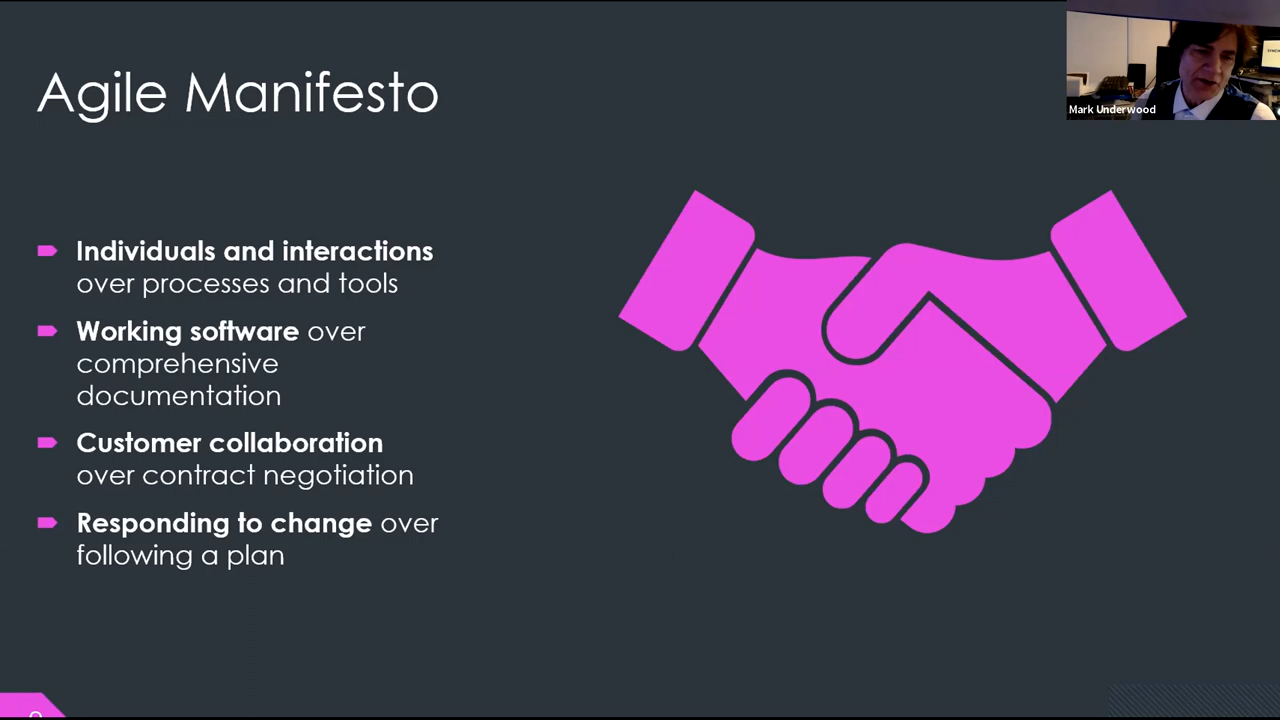 Agile Manifesto
Mark Underwood
Individuals and interactions
over processes and tools
Working software over
comprehensive
documentation
Customer collaboration
over contract negotiation
Responding to change over
following a plan